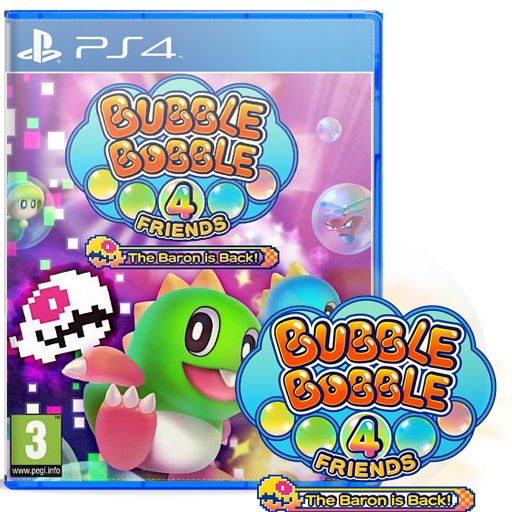 PS4
BUBBLE
BOBBLE
4
FRIENDS
The Baron is Back!
3
www.pegi.info
BUBBLE
BOBBLE
4
FRIENDS
The Baron is Back!